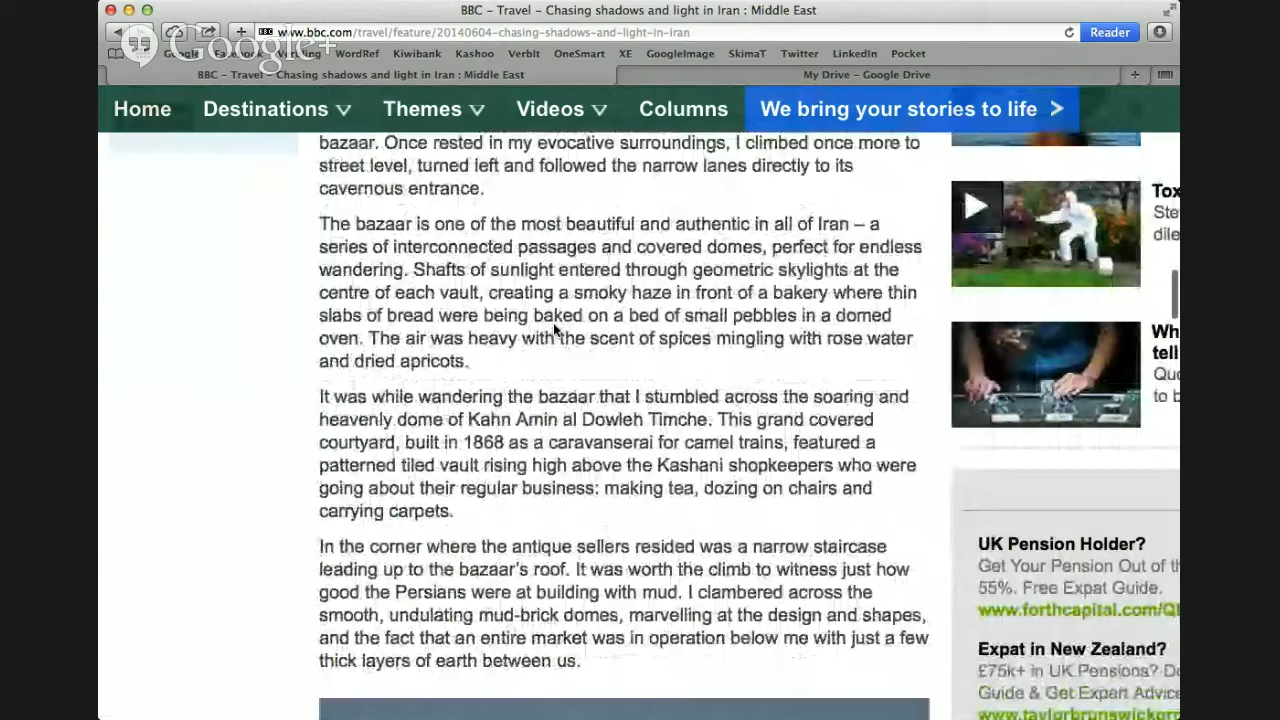 BBC – Travel – Chasing shadows and light in Iran : Middle East
www.bbc.com/travel/feature/20140604-chasing-shadows-and-light-in-iran
Reader
Google+
WordRef Kiwibank Kashoo Verbit OneSmart XE GoogleImage SkimaT Twitter LinkedIn Pocket
BBC – Travel – Chasing shadows and light in Iran : Middle East
My Drive – Google Drive
Home Destinations Themes Videos Columns We bring your stories to life >
bazaar. Once rested in my evocative surroundings, I climbed once more to
street level, turned left and followed the narrow lanes directly to its
cavernous entrance.
The bazaar is one of the most beautiful and authentic in all of Iran – a
series of interconnected passages and covered domes, perfect for endless
wandering. Shafts of sunlight entered through geometric skylights at the
centre of each vault, creating a smoky haze in front of a bakery where thin
slabs of bread were being baked on a bed of small pebbles in a domed
oven. The air was heavy with the scent of spices mingling with rose water
and dried apricots.
It was while wandering the bazaar that I stumbled across the soaring and
heavenly dome of Kahn Amin al Dowleh Timche. This grand covered
courtyard, built in 1868 as a caravanserai for camel trains, featured a
patterned tiled vault rising high above the Kashani shopkeepers who were
going about their regular business: making tea, dozing on chairs and
carrying carpets.
In the corner where the antique sellers resided was a narrow staircase
leading up to the bazaar's roof. It was worth the climb to witness just how
good the Persians were at building with mud. I clambered across the
smooth, undulating mud-brick domes, marvelling at the design and shapes,
and the fact that an entire market was in operation below me with just a few
thick layers of earth between us.
Tox
Ste
dile
Wh
tell
Que
to b
UK Pension Holder?
Get Your Pension Out of th
55%. Free Expat Guide.
www.forthcapital.com/Q
Expat in New Zealand?
£75k+ in UK Pensions? Do
Guide & Get Expert Advice
www.taylorbrunswickgro